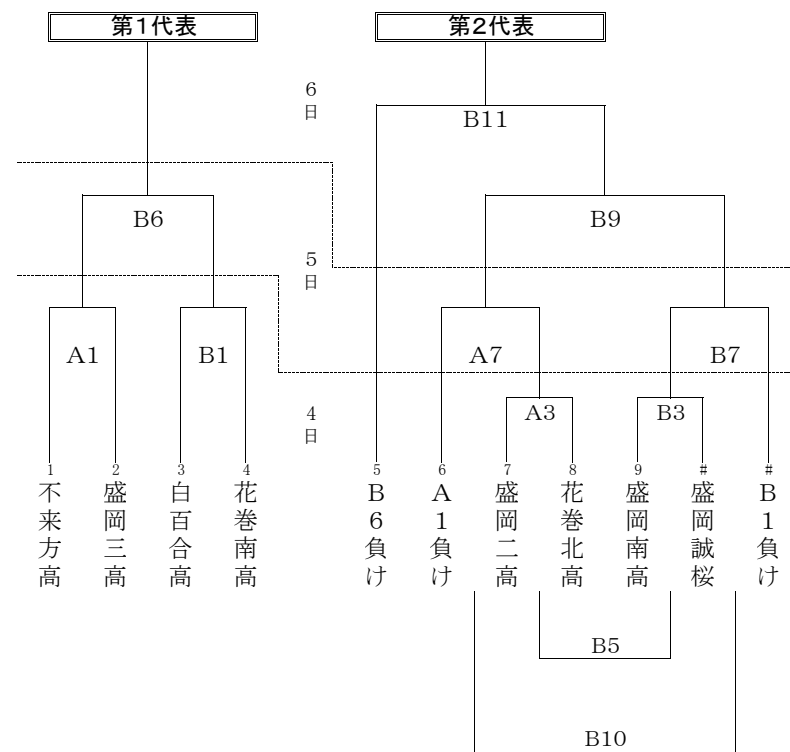 第1代表
第2代表
6日
B11
B6
B9
5日
A1
B1
A7
B7
4日
A3
B3
1
2
3
4
5
6
7
8
9
#
#
不来方高
盛岡三高
白百合高
花巻南高
B6負け
A1負け
盛岡二高
花巻北高
盛岡南高
盛岡誠桜
B1負け
B5
B10